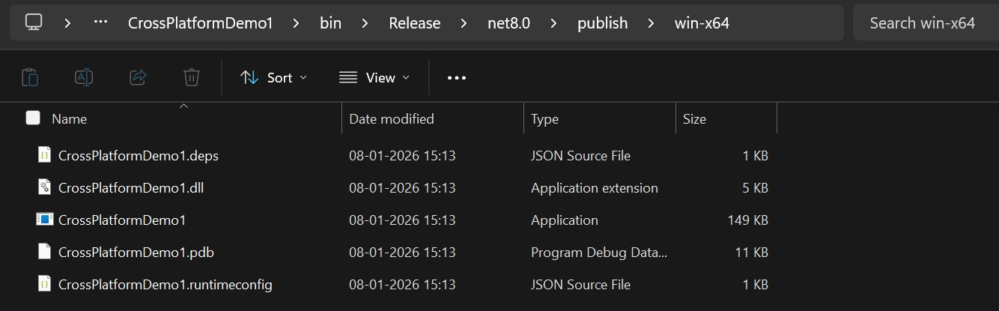 … CrossPlatformDemo1 > bin > Release > net8.0 > publish > win-x64 Search win-x64
Sort View
Name Date modified Type Size
CrossPlatformDemo1.deps 08-01-2026 15:13 JSON Source File 1 KB
CrossPlatformDemo1.dll 08-01-2026 15:13 Application extension 5 KB
CrossPlatformDemo1 08-01-2026 15:13 Application 149 KB
CrossPlatformDemo1.pdb 08-01-2026 15:13 Program Debug Data... 11 KB
CrossPlatformDemo1.runtimeconfig 08-01-2026 15:13 JSON Source File 1 KB